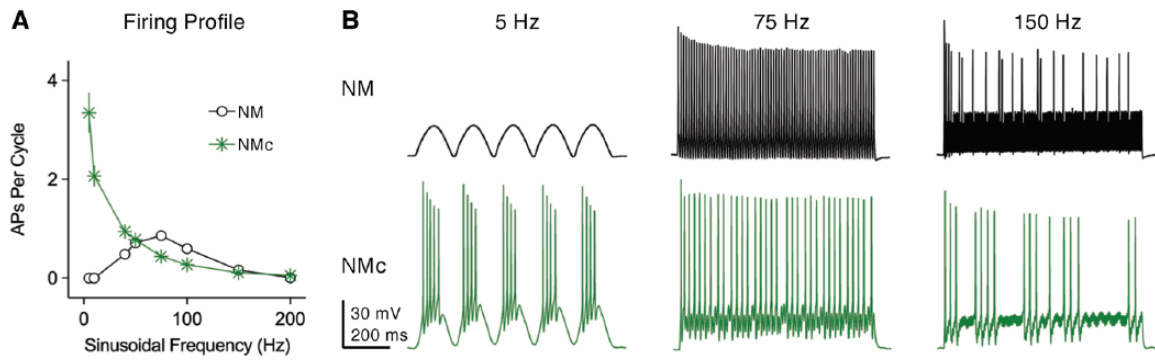 A Firing Profile
APs Per Cycle
4
2
0
NM
NMc
0 100 200
Sinusoidal Frequency (Hz)
B 5 Hz 75 Hz 150 Hz
NM
NMc
30 mV
200 ms